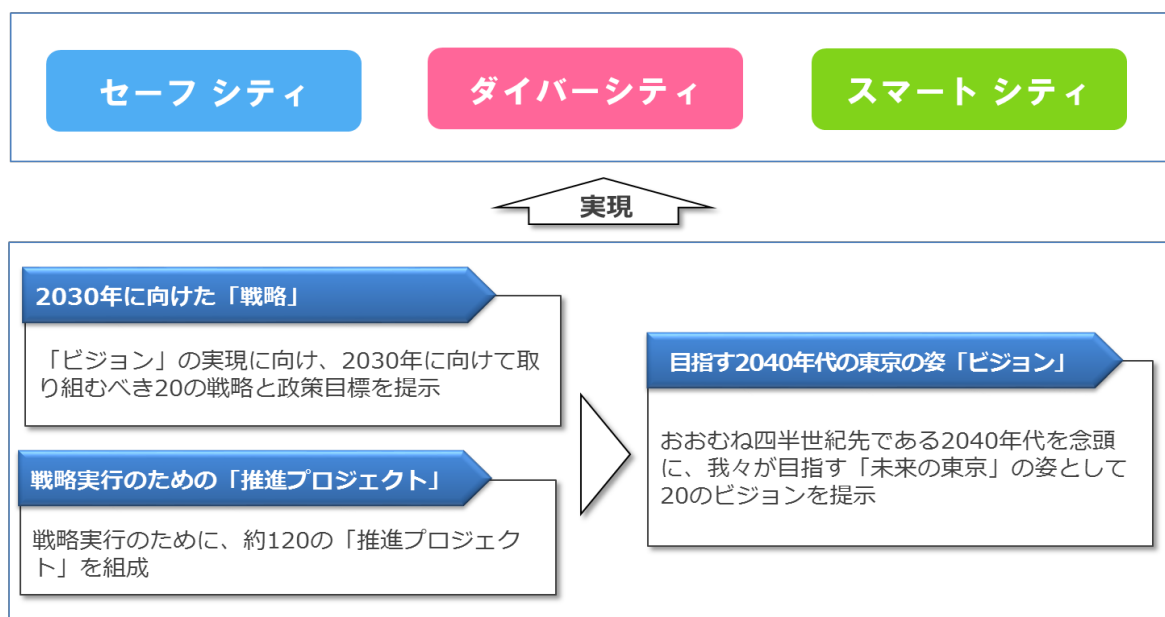 セーフ シティ
ダイバーシティ
スマート シティ
実現
2030年に向けた「戦略」
「ビジョン」の実現に向け、2030年に向けて取
り組むべき20の戦略と政策目標を提示
戦略実行のための「推進プロジェクト」
戦略実行のために、約120の「推進プロジェク
ト」を組成
目指す2040年代の東京の姿「ビジョン」
おおむね四半世紀先である2040年代を念頭
に、我々が目指す「未来の東京」の姿として
20のビジョンを提示